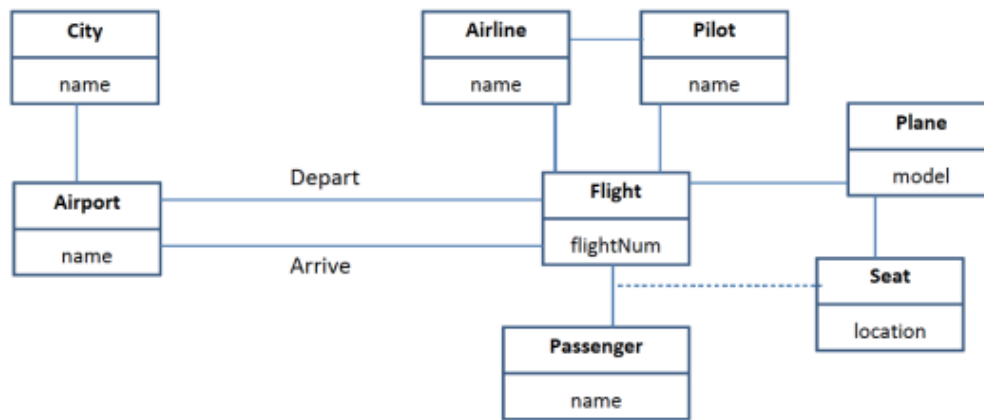 City
name
Airline
name
Pilot
name
Plane
model
Airport
name
Depart
Arrive
Flight
flightNum
Seat
location
Passenger
name